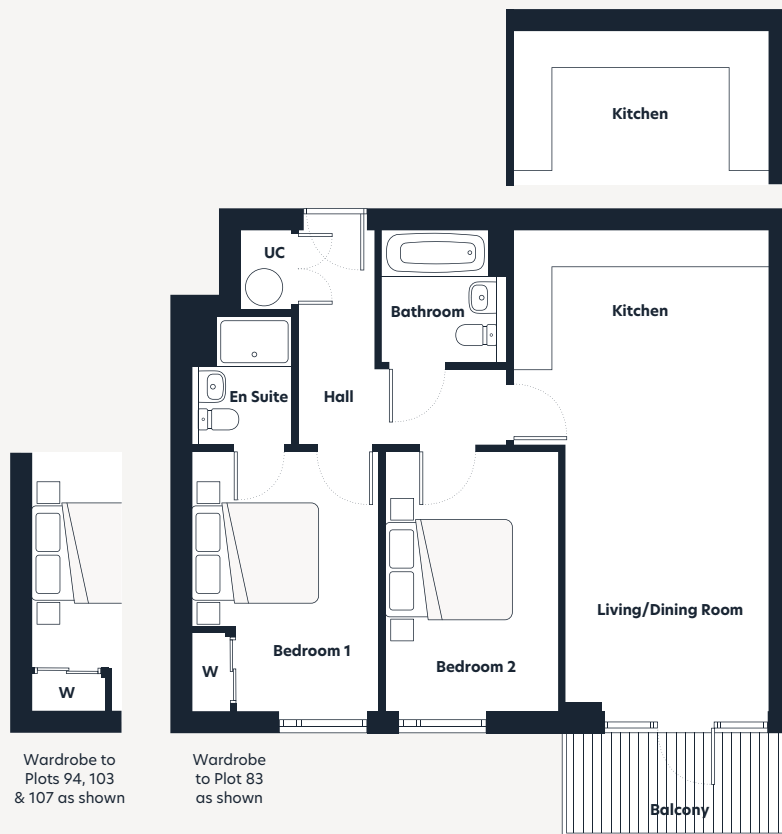 Kitchen
UC
Bathroom
Kitchen
En Suite
Hall
Living/Dining Room
Bedroom 1
Bedroom 2
W
W
Wardrobe to
Plots 94, 103
& 107 as shown
Wardrobe
to Plot 83
as shown
Balcony